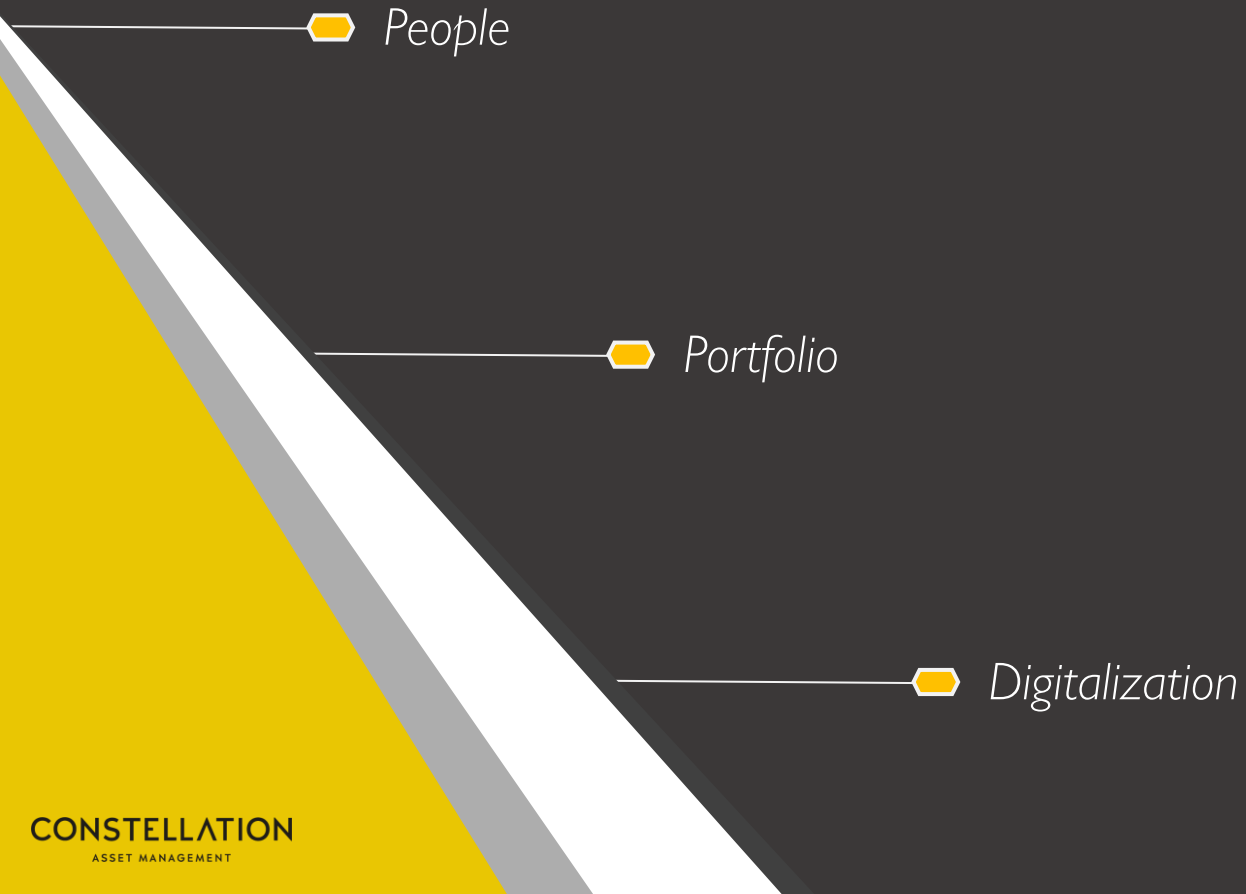 People
Portfolio
Digitalization
CONSTELLATION
ASSET MANAGEMENT